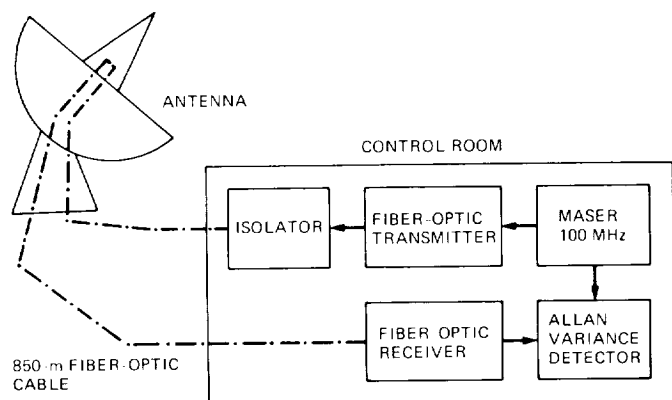 ANTENNA
CONTROL ROOM
ISOLATOR
FIBER-OPTIC
TRANSMITTER
MASER
100 MHz
850-m FIBER-OPTIC
CABLE
FIBER OPTIC
RECEIVER
ALLAN
VARIANCE
DETECTOR